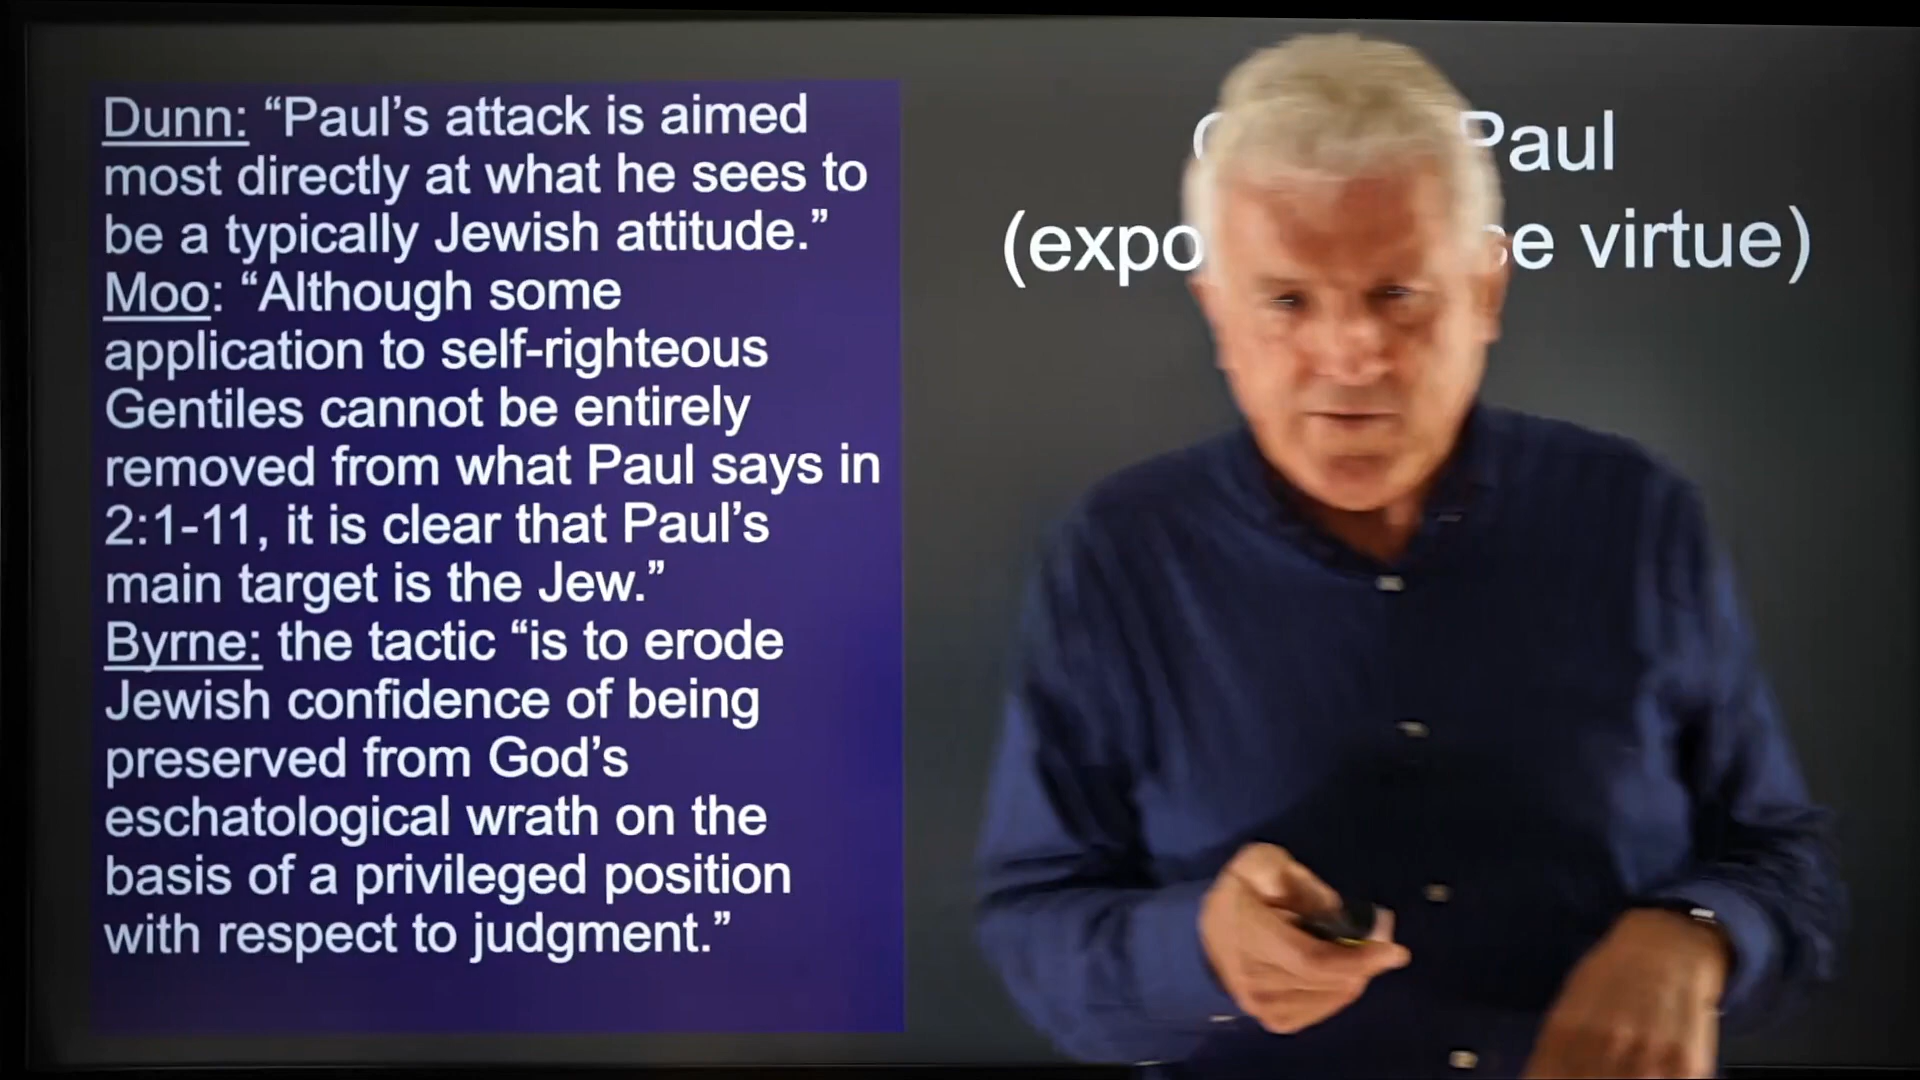 Dunn: “Paul’s attack is aimed
most directly at what he sees to
be a typically Jewish attitude.”
Moo: “Although some
application to self-righteous
Gentiles cannot be entirely
removed from what Paul says in
2:1-11, it is clear that Paul’s
main target is the Jew.”
Byrne: the tactic “is to erode
Jewish confidence of being
preserved from God’s
eschatological wrath on the
basis of a privileged position
with respect to judgment.”
Paul
virtue)